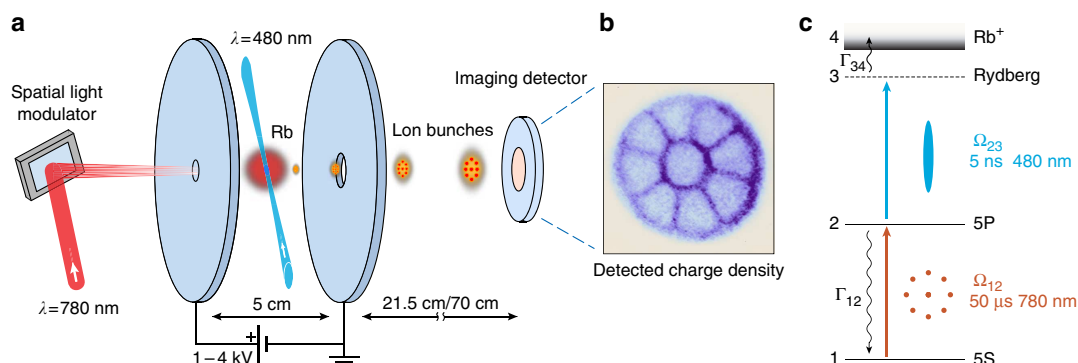 a
λ=480 nm
Imaging detector
Spatial light
modulator
Rb
Lon bunches
λ=780 nm
5 cm
21.5 cm/70 cm
+
1–4 kV
b
Detected charge density
c
4
Rb⁺
Γ₃₄
3
Rydberg
Ω₂₃
5 ns 480 nm
2
5P
Γ₁₂
Ω₁₂
50 μs 780 nm
1
5S